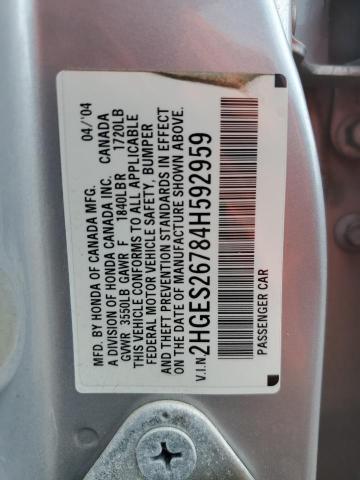 MFD. BY HONDA OF CANADA MFG. 04/'04
A DIVISION OF HONDA CANADA INC. CANADA
GVWR 3550LB GAWR F 1840LBR 1720LB
THIS VEHICLE CONFORMS TO ALL APPLICABLE
FEDERAL MOTOR VEHICLE SAFETY, BUMPER
AND THEFT PREVENTION STANDARDS IN EFFECT
ON THE DATE OF MANUFACTURE SHOWN ABOVE.
V.I.N. 2HGES26784H592959
PASSENGER CAR